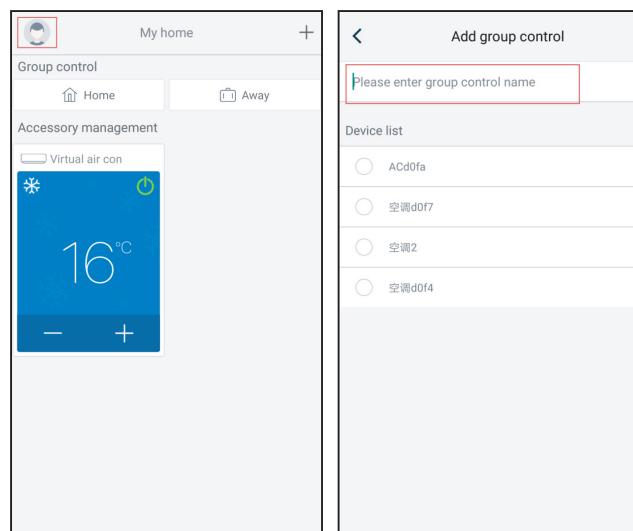 My home
Group control
Home
Away
Accessory management
Virtual air con
16°C
Add group control
Please enter group control name
Device list
ACd0fa
空调d0f7
空调2
空调d0f4